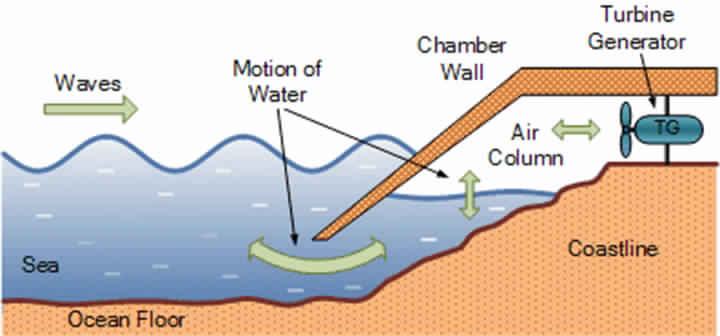 Turbine
Generator
Chamber
Wall
Motion of
Water
Waves
Air
Column
TG
Sea
Coastline
Ocean Floor